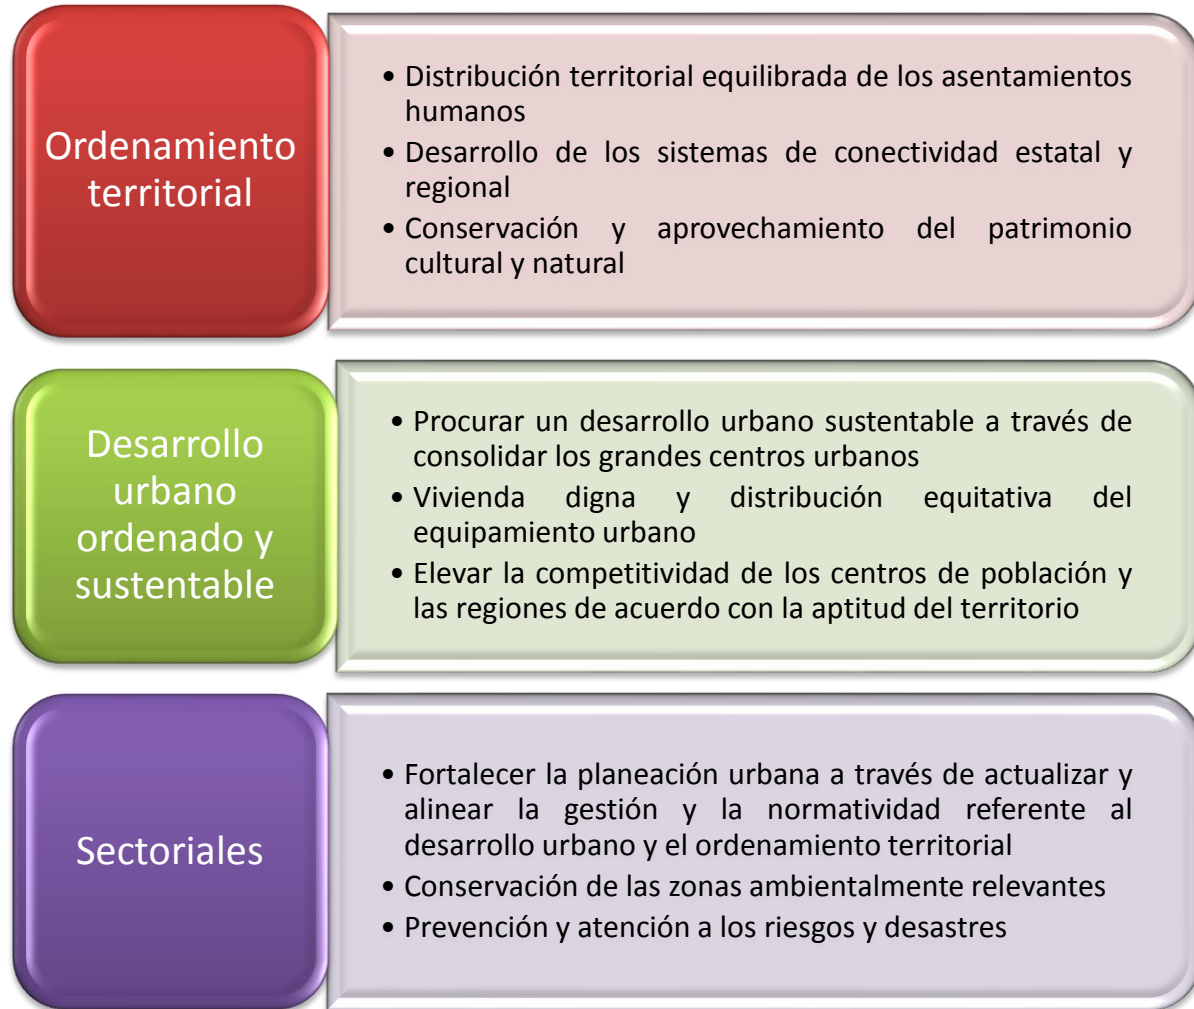 Ordenamiento
territorial
• Distribución territorial equilibrada de los asentamientos
humanos
• Desarrollo de los sistemas de conectividad estatal y
regional
• Conservación y aprovechamiento del patrimonio
cultural y natural
Desarrollo
urbano
ordenado y
sustentable
• Procurar un desarrollo urbano sustentable a través de
consolidar los grandes centros urbanos
• Vivienda digna y distribución equitativa del
equipamiento urbano
• Elevar la competitividad de los centros de población y
las regiones de acuerdo con la aptitud del territorio
Sectoriales
• Fortalecer la planeación urbana a través de actualizar y
alinear la gestión y la normatividad referente al
desarrollo urbano y el ordenamiento territorial
• Conservación de las zonas ambientalmente relevantes
• Prevención y atención a los riesgos y desastres